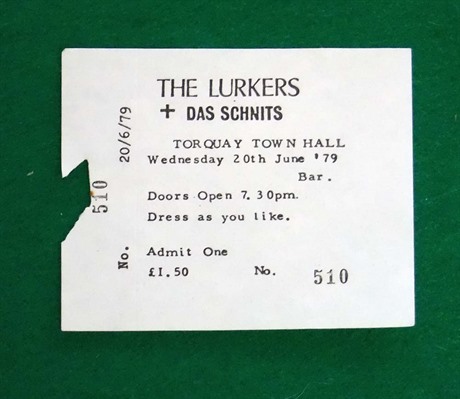 THE LURKERS
+ DAS SCHNITS
TORQUAY TOWN HALL
Wednesday 20th June '79
Bar.
Doors Open 7.30pm.
Dress as you like.
Admit One
£1.50 No. 510
No. 510 20/6/79